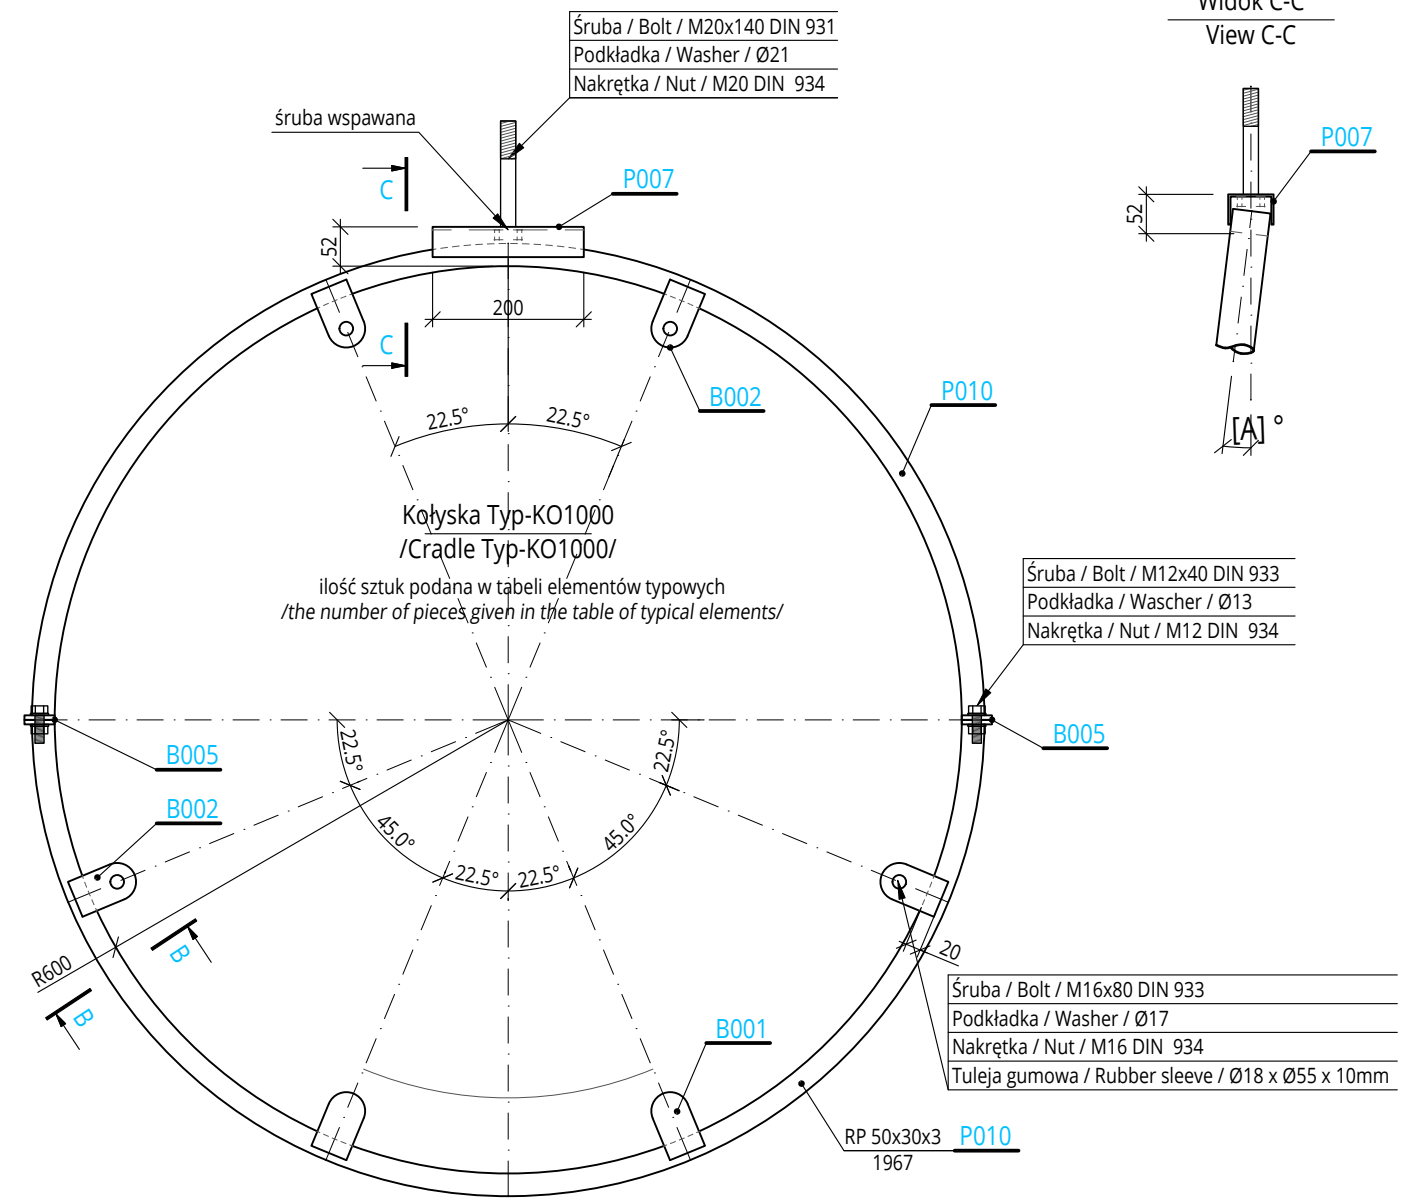 Widok C-C
View C-C
Śruba / Bolt / M20x140 DIN 931
Podkładka / Washer / Ø21
Nakrętka / Nut / M20 DIN 934
śruba wspawana
C
P007
P007
52
52
200
C
B002
P010
22.5°
22.5°
[A] °
Kołyska Typ-KO1000
/Cradle Typ-KO1000/
ilość sztuk podana w tabeli elementów typowych
/the number of pieces given in the table of typical elements/
Śruba / Bolt / M12x40 DIN 933
Podkładka / Wascher / Ø13
Nakrętka / Nut / M12 DIN 934
B005
B005
22.5°
22.5°
B002
45.0°
45.0°
22.5°
22.5°
R600
B
B
20
Śruba / Bolt / M16x80 DIN 933
Podkładka / Washer / Ø17
Nakrętka / Nut / M16 DIN 934
Tuleja gumowa / Rubber sleeve / Ø18 x Ø55 x 10mm
B001
RP 50x30x3 P010
1967